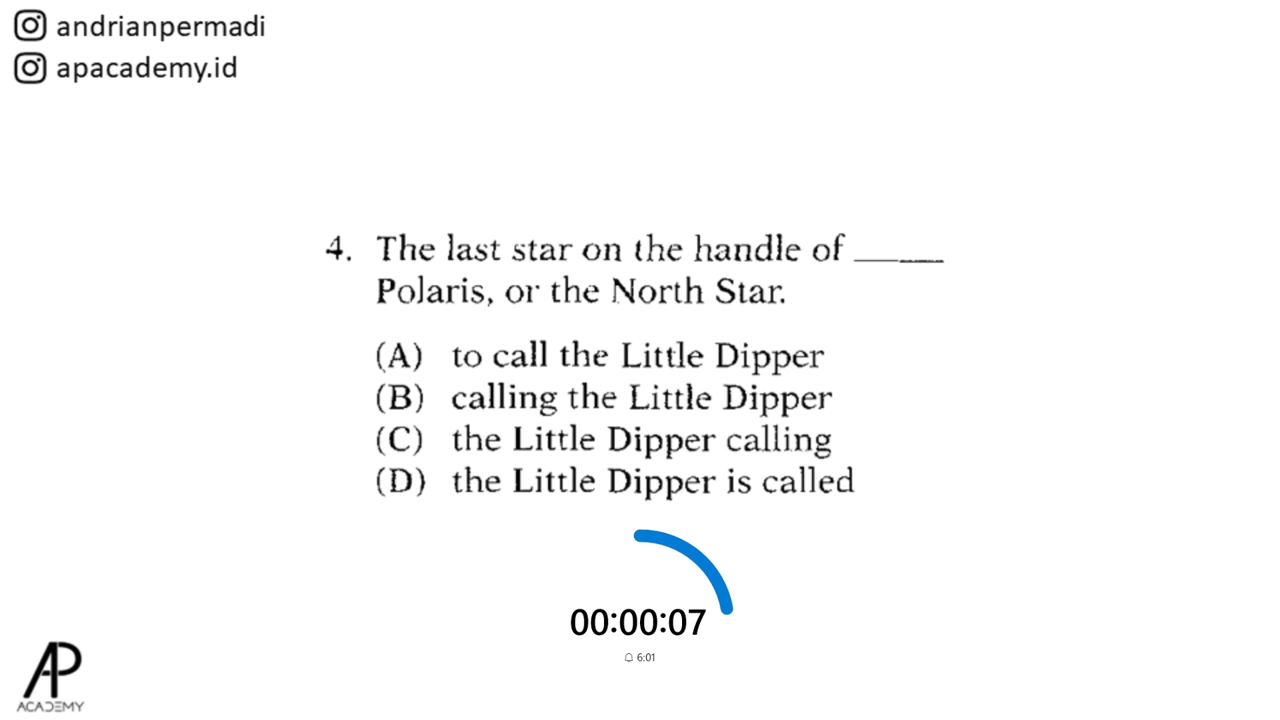 andrianpermadi
apacademy.id
4. The last star on the handle of ______
Polaris, or the North Star.
(A) to call the Little Dipper
(B) calling the Little Dipper
(C) the Little Dipper calling
(D) the Little Dipper is called
00:00:07
6:01
AP
ACADEMY